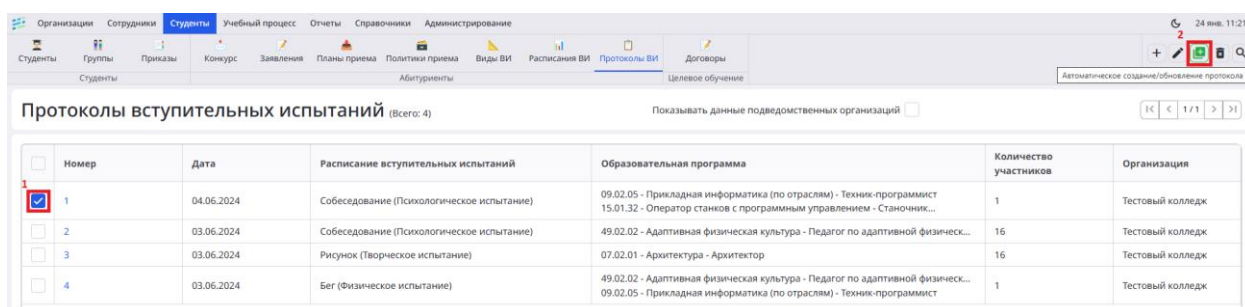 Организации Сотрудники Студенты Учебный процесс Отчеты Справочники Администрирование 24 янв. 11:21
2
Студенты Группы Приказы Конкурс Заявления Планы приема Политики приема Виды ВИ Расписания ВИ Протоколы ВИ Договоры
Студенты Абитуриенты Целевое обучение
Автоматическое создание/обновление протокола
Протоколы вступительных испытаний (Всего: 4) Показывать данные подведомственных организаций 1 / 1
Номер Дата Расписание вступительных испытаний Образовательная программа Количество участников Организация
1
1 04.06.2024 Собеседование (Психологическое испытание) 09.02.05 - Прикладная информатика (по отраслям) - Техник-программист 1 Тестовый колледж
15.01.32 - Оператор станков с программным управлением - Станочник...
2 03.06.2024 Собеседование (Психологическое испытание) 49.02.02 - Адаптивная физическая культура - Педагог по адаптивной физическ... 16 Тестовый колледж
3 03.06.2024 Рисунок (Творческое испытание) 07.02.01 - Архитектура - Архитектор 16 Тестовый колледж
4 03.06.2024 Бег (Физическое испытание) 49.02.02 - Адаптивная физическая культура - Педагог по адаптивной физическ... 1 Тестовый колледж
09.02.05 - Прикладная информатика (по отраслям) - Техник-программист